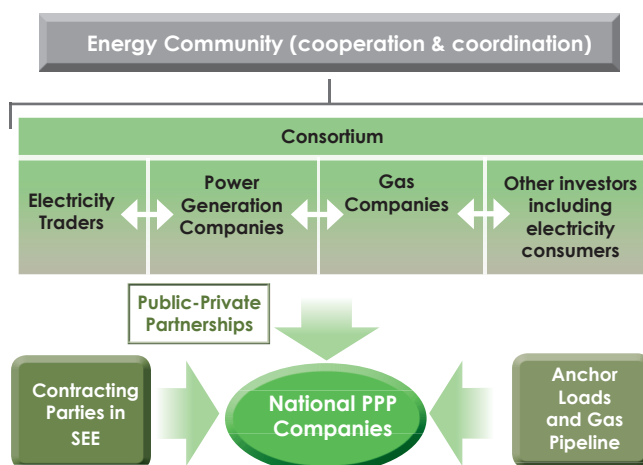 Energy Community (cooperation & coordination)
Consortium
Electricity
Traders
Power
Generation
Companies
Gas
Companies
Other investors
including
electricity
consumers
Public-Private
Partnerships
Contracting
Parties in
SEE
National PPP
Companies
Anchor
Loads
and Gas
Pipeline